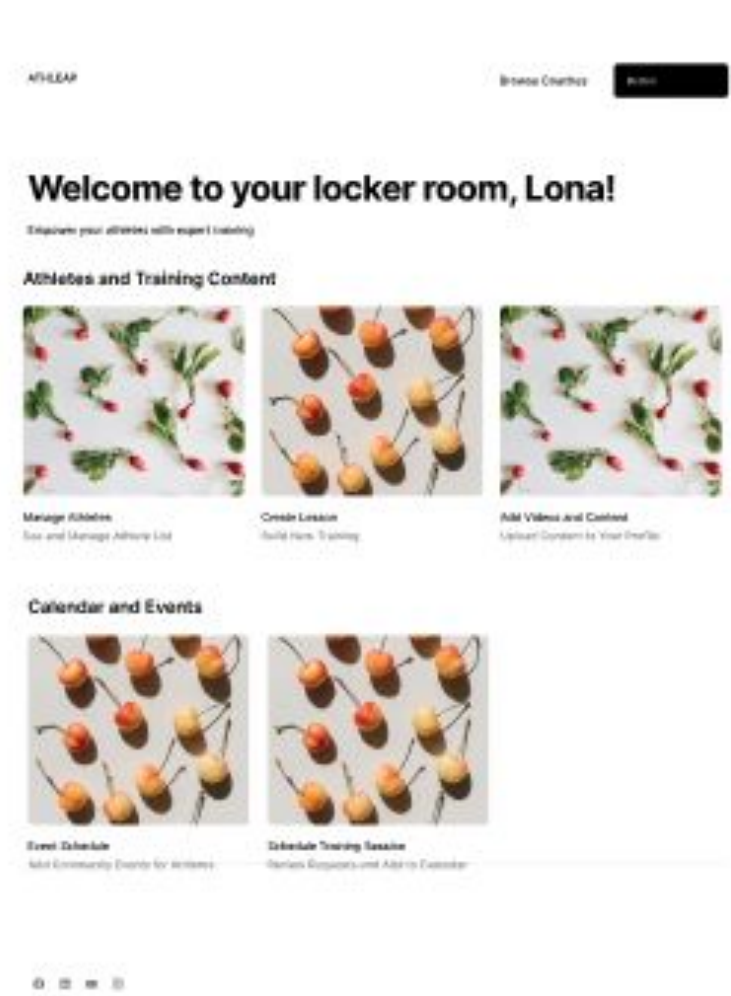 ATHLEAP
Browse Coaches
Button
Welcome to your locker room, Lona!
Empower your athletes with expert training
Athletes and Training Content
Manage Athletes
Create Lesson
Add Videos and Content
See and Manage Athlete List
Build New Training
Upload Content to Your Profile
Calendar and Events
Event Schedule
Schedule Training Session
Add Community Events for Athletes
Review Requests and Add to Calendar